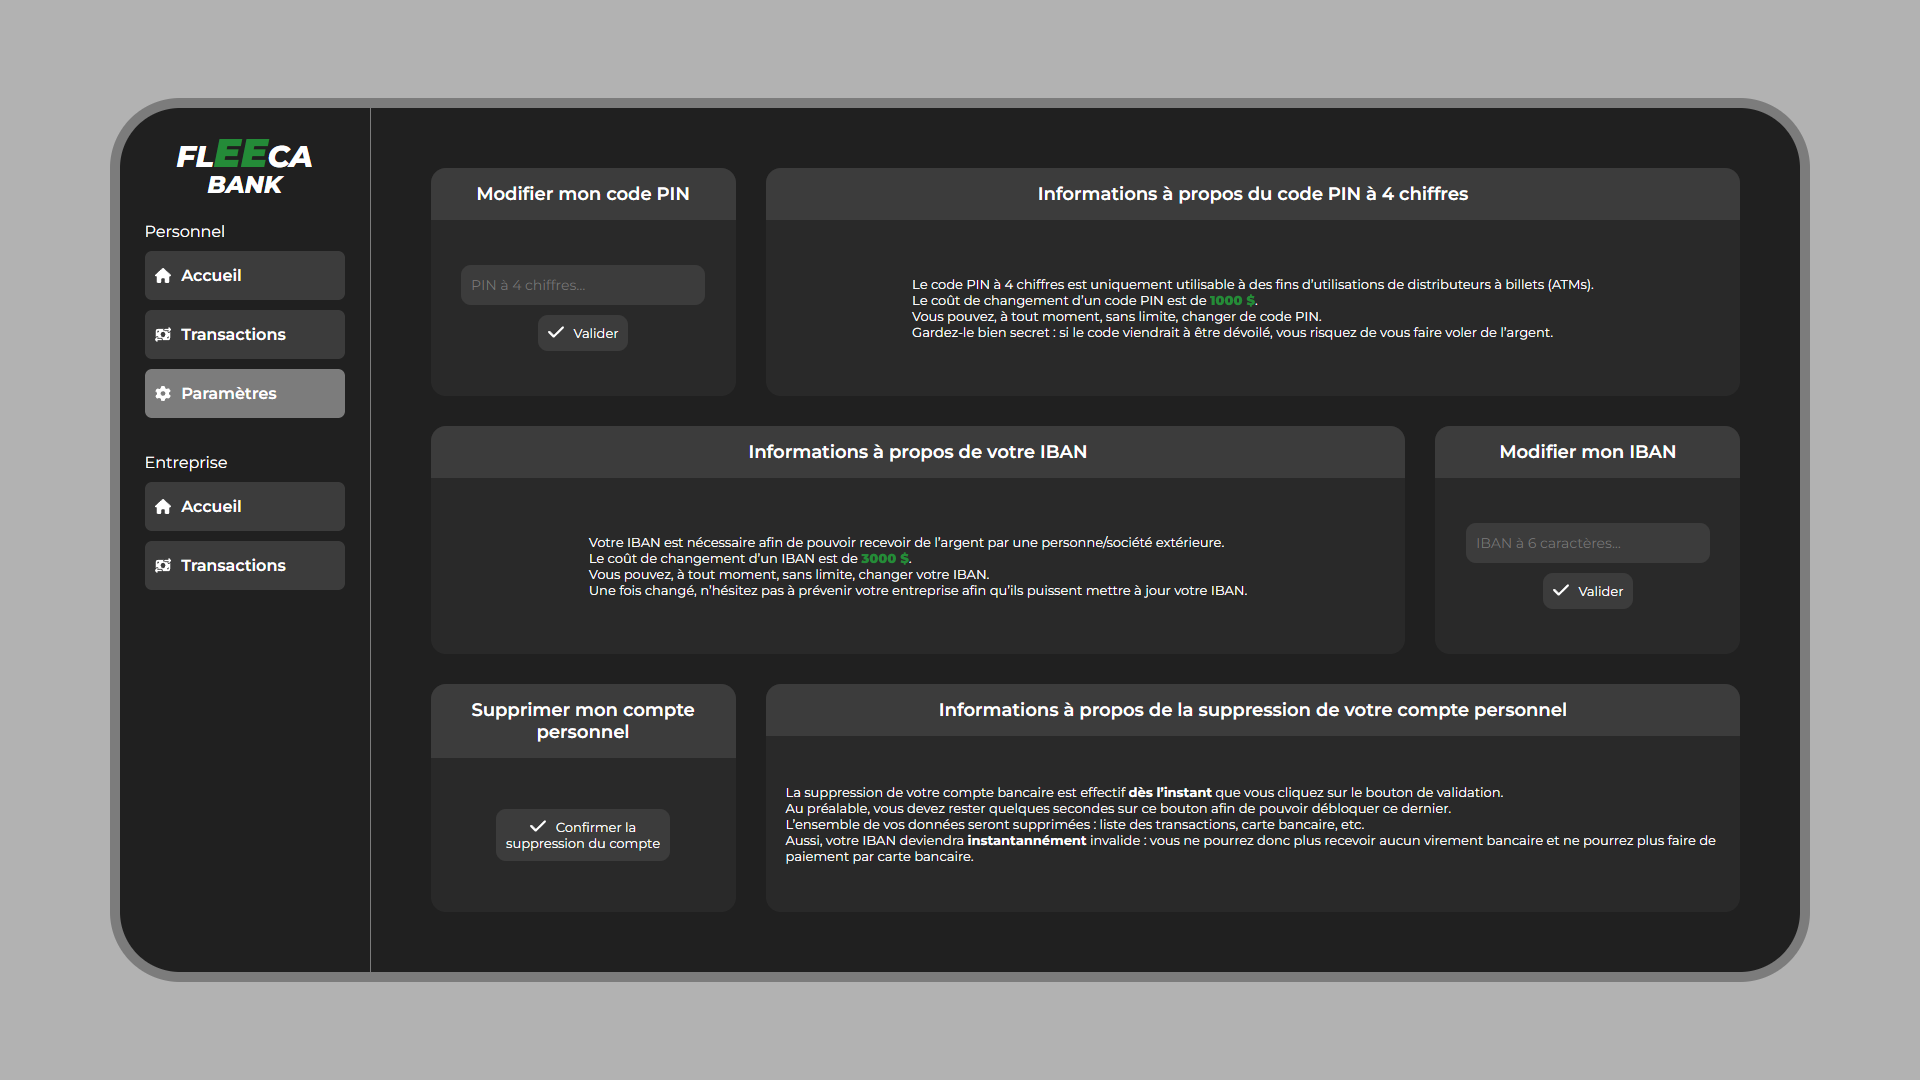 FLEECA
BANK
Personnel
Accueil
Transactions
Paramètres
Entreprise
Accueil
Transactions
Modifier mon code PIN
PIN à 4 chiffres...
Valider
Informations à propos du code PIN à 4 chiffres
Le code PIN à 4 chiffres est uniquement utilisable à des fins d’utilisations de distributeurs à billets (ATMs).
Le coût de changement d’un code PIN est de 1000 $.
Vous pouvez, à tout moment, sans limite, changer de code PIN.
Gardez-le bien secret : si le code viendrait à être dévoilé, vous risquez de vous faire voler de l’argent.
Informations à propos de votre IBAN
Votre IBAN est nécessaire afin de pouvoir recevoir de l’argent par une personne/société extérieure.
Le coût de changement d’un IBAN est de 3000 $.
Vous pouvez, à tout moment, sans limite, changer votre IBAN.
Une fois changé, n’hésitez pas à prévenir votre entreprise afin qu’ils puissent mettre à jour votre IBAN.
Modifier mon IBAN
IBAN à 6 caractères...
Valider
Supprimer mon compte
personnel
Confirmer la
suppression du compte
Informations à propos de la suppression de votre compte personnel
La suppression de votre compte bancaire est effectif dès l’instant que vous cliquez sur le bouton de validation.
Au préalable, vous devez rester quelques secondes sur ce bouton afin de pouvoir débloquer ce dernier.
L’ensemble de vos données seront supprimées : liste des transactions, carte bancaire, etc.
Aussi, votre IBAN deviendra instantannément invalide : vous ne pourrez donc plus recevoir aucun virement bancaire et ne pourrez plus faire de
paiement par carte bancaire.